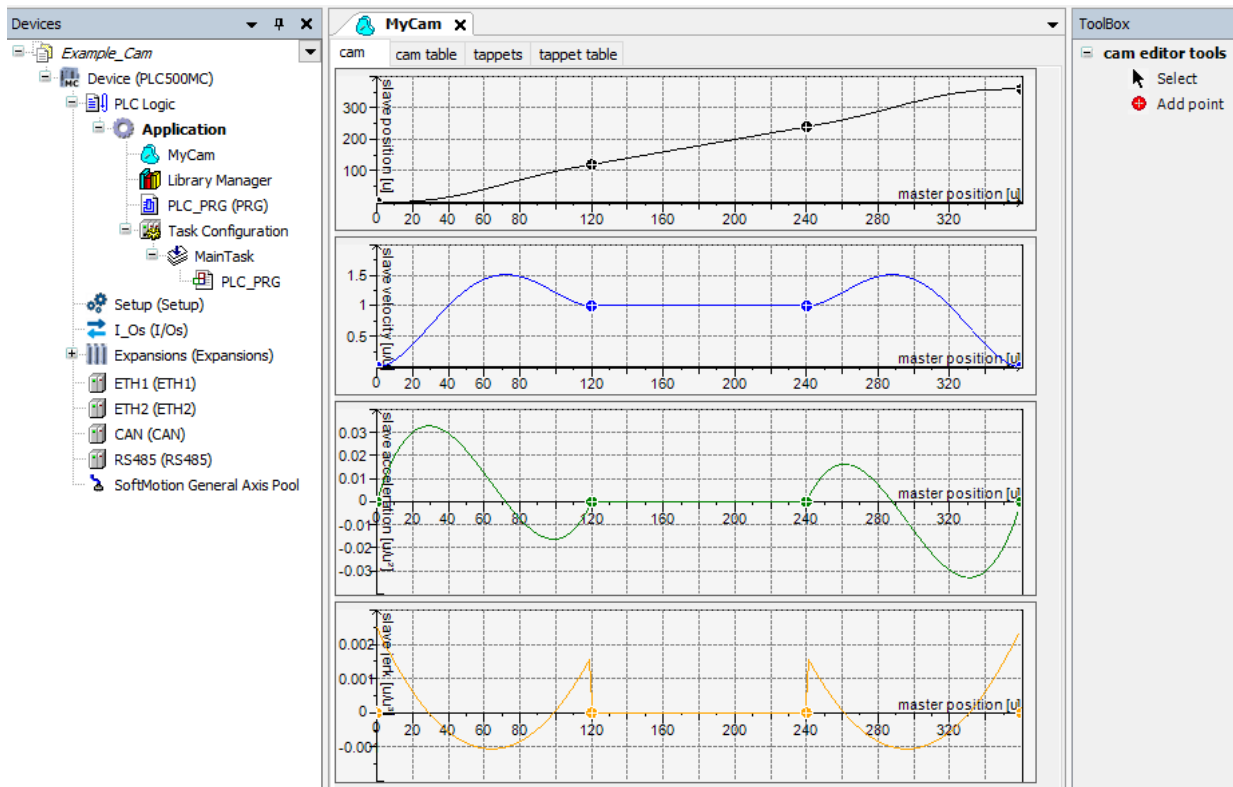 Devices
Example_Cam
Device (PLC500MC)
PLC Logic
Application
MyCam
Library Manager
PLC_PRG (PRG)
Task Configuration
MainTask
PLC_PRG
Setup (Setup)
I_Os (I/Os)
Expansions (Expansions)
ETH1 (ETH1)
ETH2 (ETH2)
CAN (CAN)
RS485 (RS485)
SoftMotion General Axis Pool
MyCam
cam cam table tappets tappet table
slave position [u]
300
200
100
master position [u]
0 20 40 60 80 120 160 200 240 280 320
slave velocity [u/u]
1.5
1
0.5
master position [u]
0 20 40 60 80 120 160 200 240 280 320
slave acceleration [u/u²]
0.03
0.02
0.01
0
-0.01
-0.02
-0.03
master position [u]
0 20 40 60 80 120 160 200 240 280 320
slave jerk [u/u³]
0.002
0.001
0
-0.00
master position [u]
0 20 40 60 80 120 160 200 240 280 320
ToolBox
cam editor tools
Select
Add point